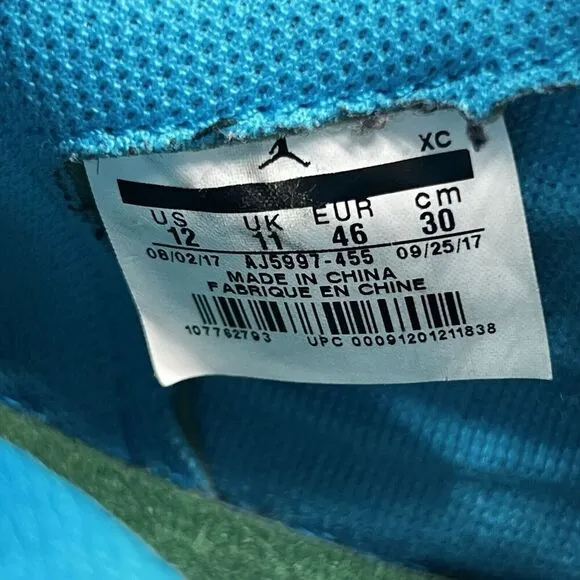 XC
US UK EUR cm
12 11 46 30
08/02/17 AJ5997-455 09/25/17
MADE IN CHINA
FABRIQUE EN CHINE
107762793 UPC 00091201211838